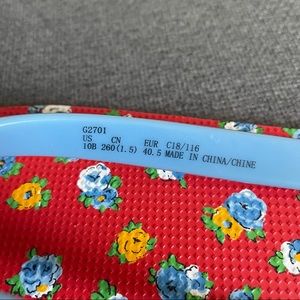 G2701
US CN EUR C18/116
10B 260(1.5) 40.5 MADE IN CHINA/CHINE